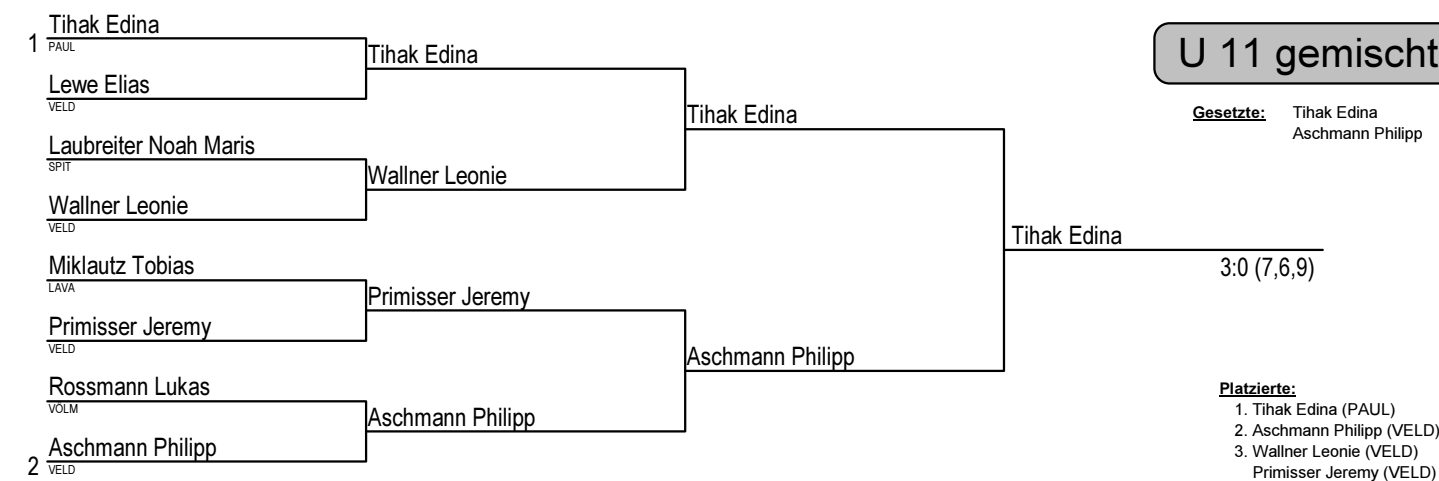 Tihak Edina
1 PAUL
Tihak Edina
Lewe Elias
VELD
Tihak Edina
Laubreiter Noah Maris
SPIT
Wallner Leonie
Wallner Leonie
VELD
Tihak Edina
3:0 (7,6,9)
Miklautz Tobias
LAVA
Primisser Jeremy
Primisser Jeremy
VELD
Aschmann Philipp
Rossmann Lukas
VÖLM
Aschmann Philipp
Aschmann Philipp
2 VELD
U 11 gemischt
Gesetzte: Tihak Edina
Aschmann Philipp
Platzierte:
1. Tihak Edina (PAUL)
2. Aschmann Philipp (VELD)
3. Wallner Leonie (VELD)
Primisser Jeremy (VELD)